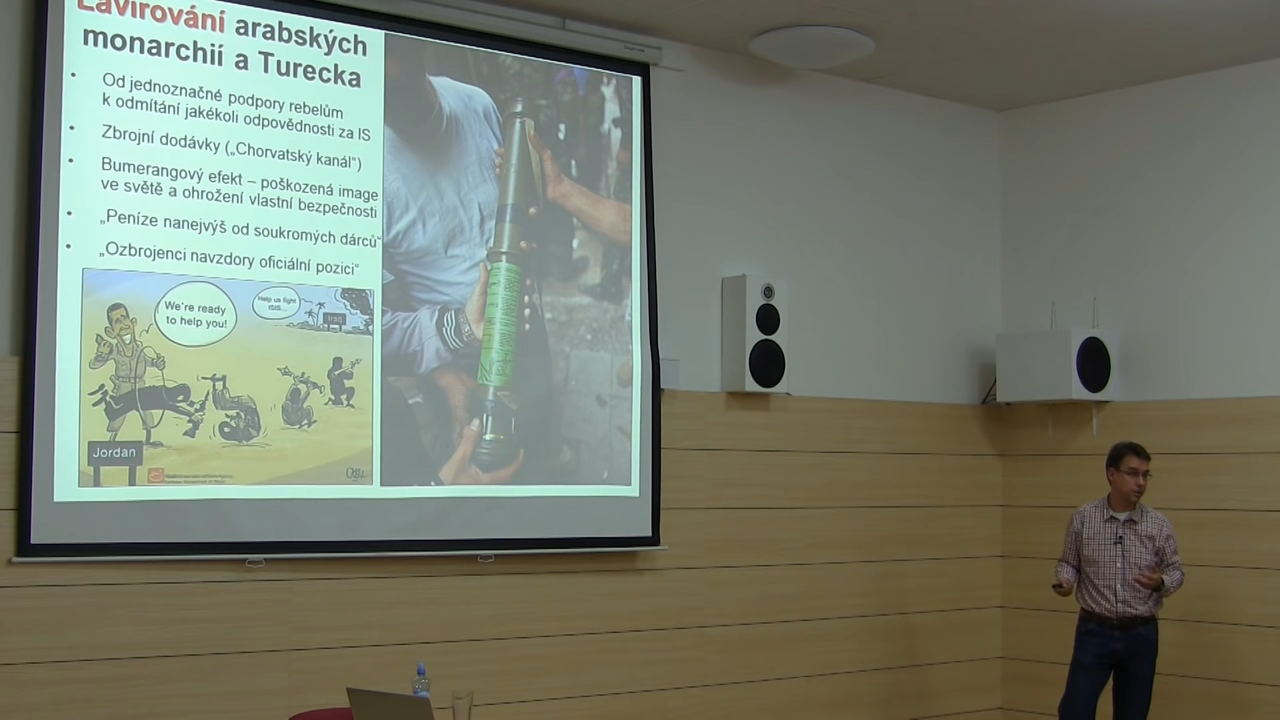 Lavírování arabských
monarchií a Turecka
• Od jednoznačné podpory rebelům
k odmítání jakékoli odpovědnosti za IS
• Zbrojní dodávky („Chorvatský kanál“)
• Bumerangový efekt – poškozená image
ve světě a ohrožení vlastní bezpečnosti
• „Peníze nanejvýš od soukromých dárců“
• „Ozbrojenci navzdory oficiální pozici“
We're ready
to help you!
Help us fight
ISIS...
Iraq
Jordan